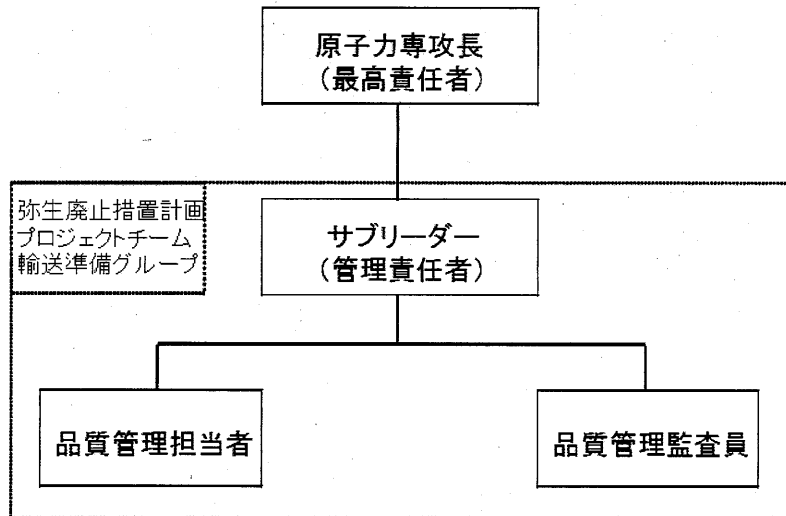 原子力専攻長
（最高責任者）
弥生廃止措置計画
プロジェクトチーム
輸送準備グループ
サブリーダー
（管理責任者）
品質管理担当者
品質管理監査員